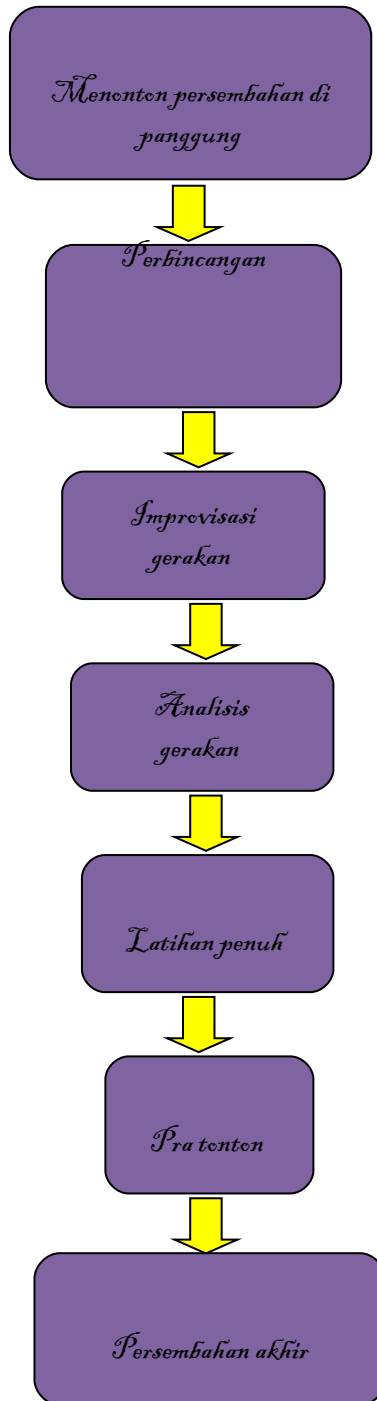 Menonton persembahan di
panggung
Perbincangan
Improvisasi
gerakan
Analisis
gerakan
Latihan penuh
Pra tonton
Persembahan akhir